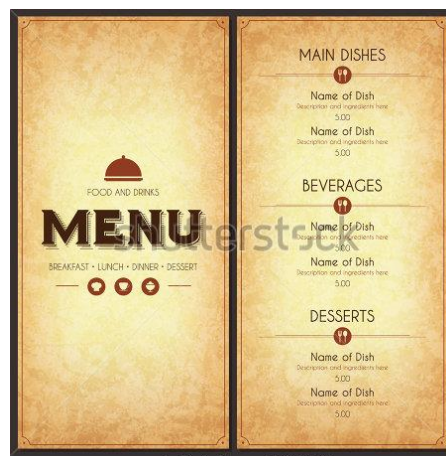 FOOD AND DRINKS
MENU
BREAKFAST • LUNCH • DINNER • DESSERT
shutterstock
MAIN DISHES
Name of Dish
Description and ingredients here
5.00
Name of Dish
Description and ingredients here
5.00
BEVERAGES
Name of Dish
Description and ingredients here
5.00
Name of Dish
Description and ingredients here
5.00
DESSERTS
Name of Dish
Description and ingredients here
5.00
Name of Dish
Description and ingredients here
5.00